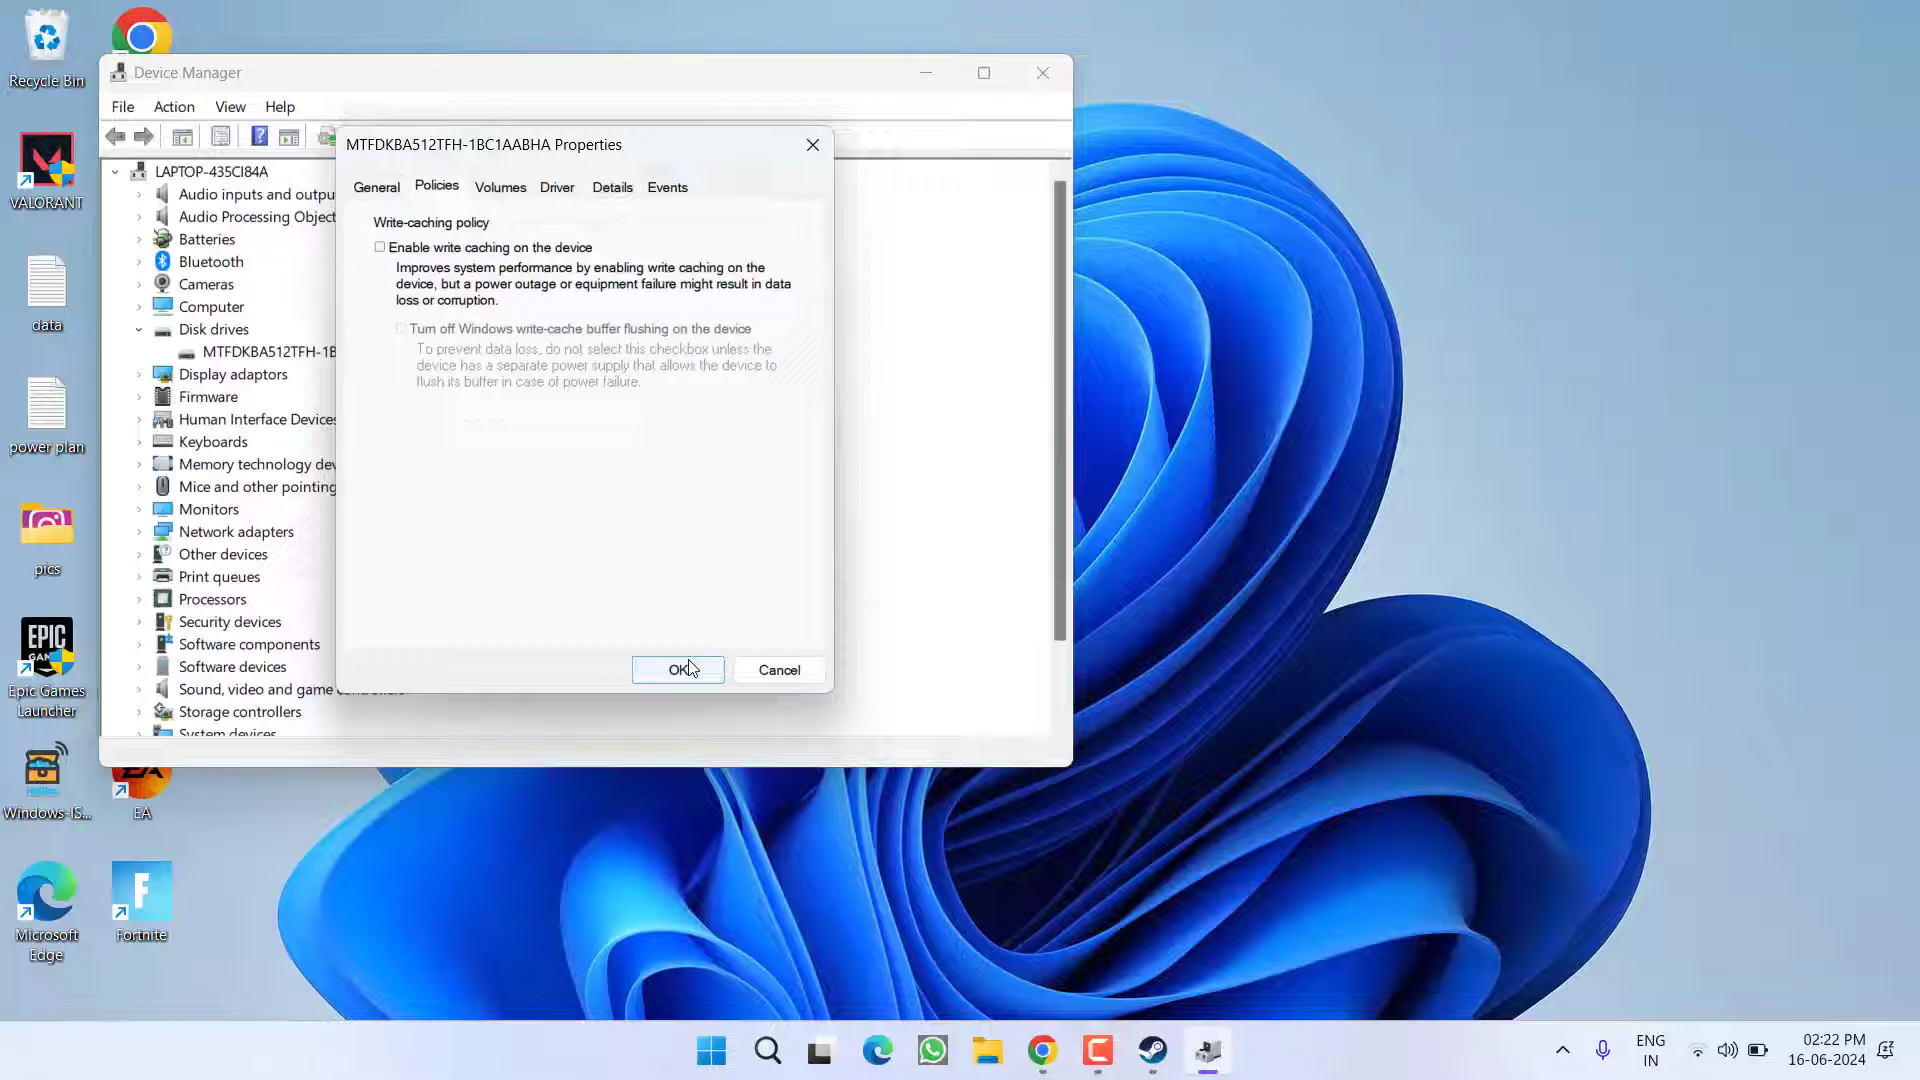 Recycle Bin
VALORANT
data
power plan
pics
EPIC
Epic Games
Launcher
Windows-IS...
EA
Microsoft
Edge
Fortnite
Device Manager
File Action View Help
LAPTOP-435CI84A
Audio inputs and outpu
Audio Processing Object
Batteries
Bluetooth
Cameras
Computer
Disk drives
MTFDKBA512TFH-1B
Display adaptors
Firmware
Human Interface Devices
Keyboards
Memory technology dev
Mice and other pointing
Monitors
Network adapters
Other devices
Print queues
Processors
Security devices
Software components
Software devices
Sound, video and game
Storage controllers
System devices
MTFDKBA512TFH-1BC1AABHA Properties
General Policies Volumes Driver Details Events
Write-caching policy
Enable write caching on the device
Improves system performance by enabling write caching on the
device, but a power outage or equipment failure might result in data
loss or corruption.
Turn off Windows write-cache buffer flushing on the device
To prevent data loss, do not select this checkbox unless the
device has a separate power supply that allows the device to
flush its buffer in case of power failure.
OK Cancel
ENG
IN
02:22 PM
16-06-2024